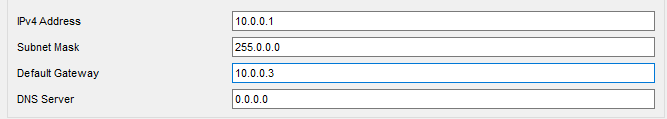 IPv4 Address 10.0.0.1
Subnet Mask 255.0.0.0
Default Gateway 10.0.0.3
DNS Server 0.0.0.0